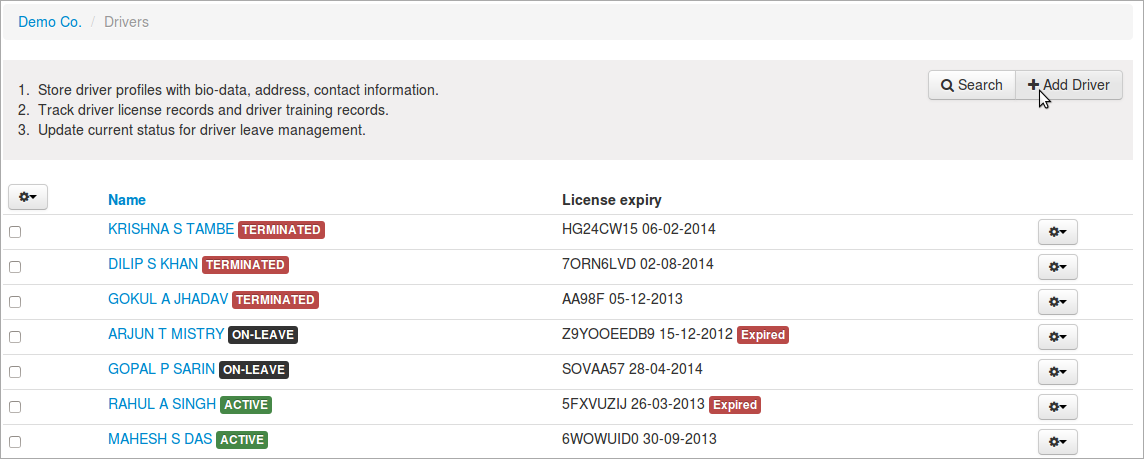 Demo Co. / Drivers
1. Store driver profiles with bio-data, address, contact information.
2. Track driver license records and driver training records.
3. Update current status for driver leave management.
Search Add Driver
Name License expiry
KRISHNA S TAMBE TERMINATED HG24CW15 06-02-2014
DILIP S KHAN TERMINATED 7ORN6LVD 02-08-2014
GOKUL A JHADAV TERMINATED AA98F 05-12-2013
ARJUN T MISTRY ON-LEAVE Z9YOOEEDB9 15-12-2012 Expired
GOPAL P SARIN ON-LEAVE SOVAA57 28-04-2014
RAHUL A SINGH ACTIVE 5FXVUZIJ 26-03-2013 Expired
MAHESH S DAS ACTIVE 6WOWUID0 30-09-2013